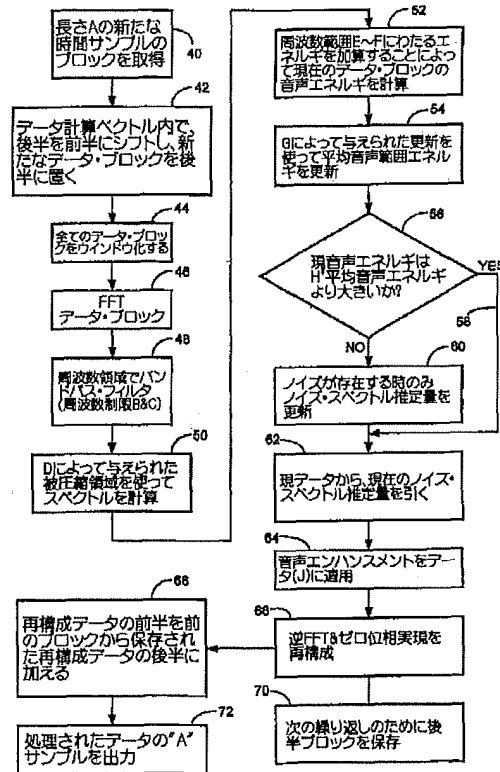 長さAの新たな
時間サンプルの
ブロックを取得
40
42
データ計算ベクトル内で、
後半を前半にシフトし、新
たなデータ・ブロックを後
半に置く
44
全てのデータ・ブロッ
クをウインドウ化する
46
FFT
データ・ブロック
48
周波数領域でバンド
パス・フィルタ
(周波数制限B&C)
50
Dによって与えられた
被圧縮領域を使って
スペクトルを計算
52
周波数範囲E~Fにわたるエ
ネルギを加算することによっ
て現在のデータ・ブロックの
音声エネルギを計算
54
Gによって与えられた更新を
使って平均音声範囲エネル
ギを更新
56
現音声エネルギは
H*平均音声エネルギ
より大きいか?
YES
58
NO
60
ノイズが存在する時のみ
ノイズ・スペクトル推定量を
更新
62
現データから、現在のノイズ・
スペクトル推定量を引く
64
音声エンハンスメントをデ
ータ(J)に適用
66
逆FFT&ゼロ位相実現を
再構成
68
再構成データの前半を前
のブロックから保存され
た再構成データの後半に
加える
70
次の繰り返しのために後
半ブロックを保存
72
処理されたデータの"A"
サンプルを出力